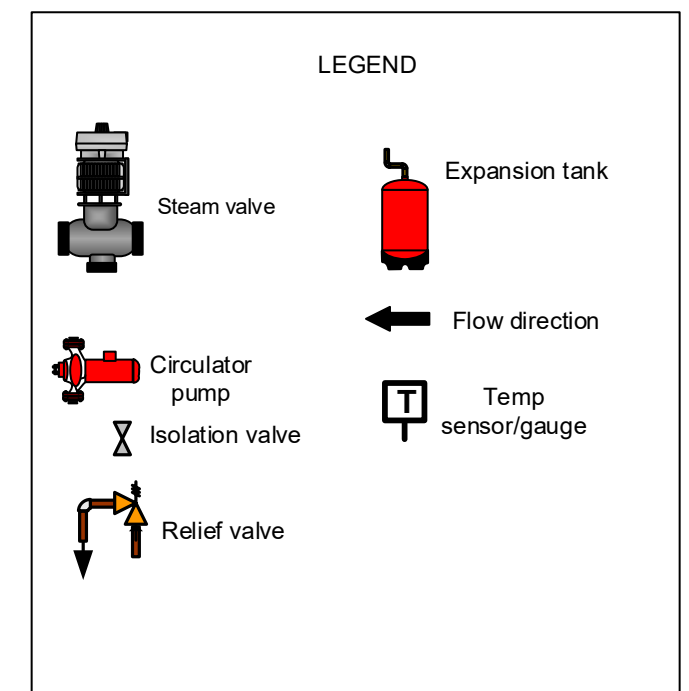 LEGEND
Steam valve
Expansion tank
Flow direction
Circulator
pump
Temp
sensor/gauge
T
Isolation valve
Relief valve